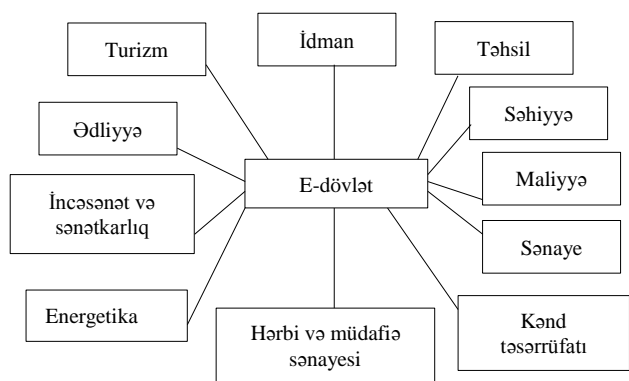 Turizm
İdman
Təhsil
Ədliyyə
Səhiyyə
E-dövlət
Maliyyə
İncəsənət və
sənətkarlıq
Sənaye
Energetika
Hərbi və müdafiə
sənayesi
Kənd
təsərrüfatı